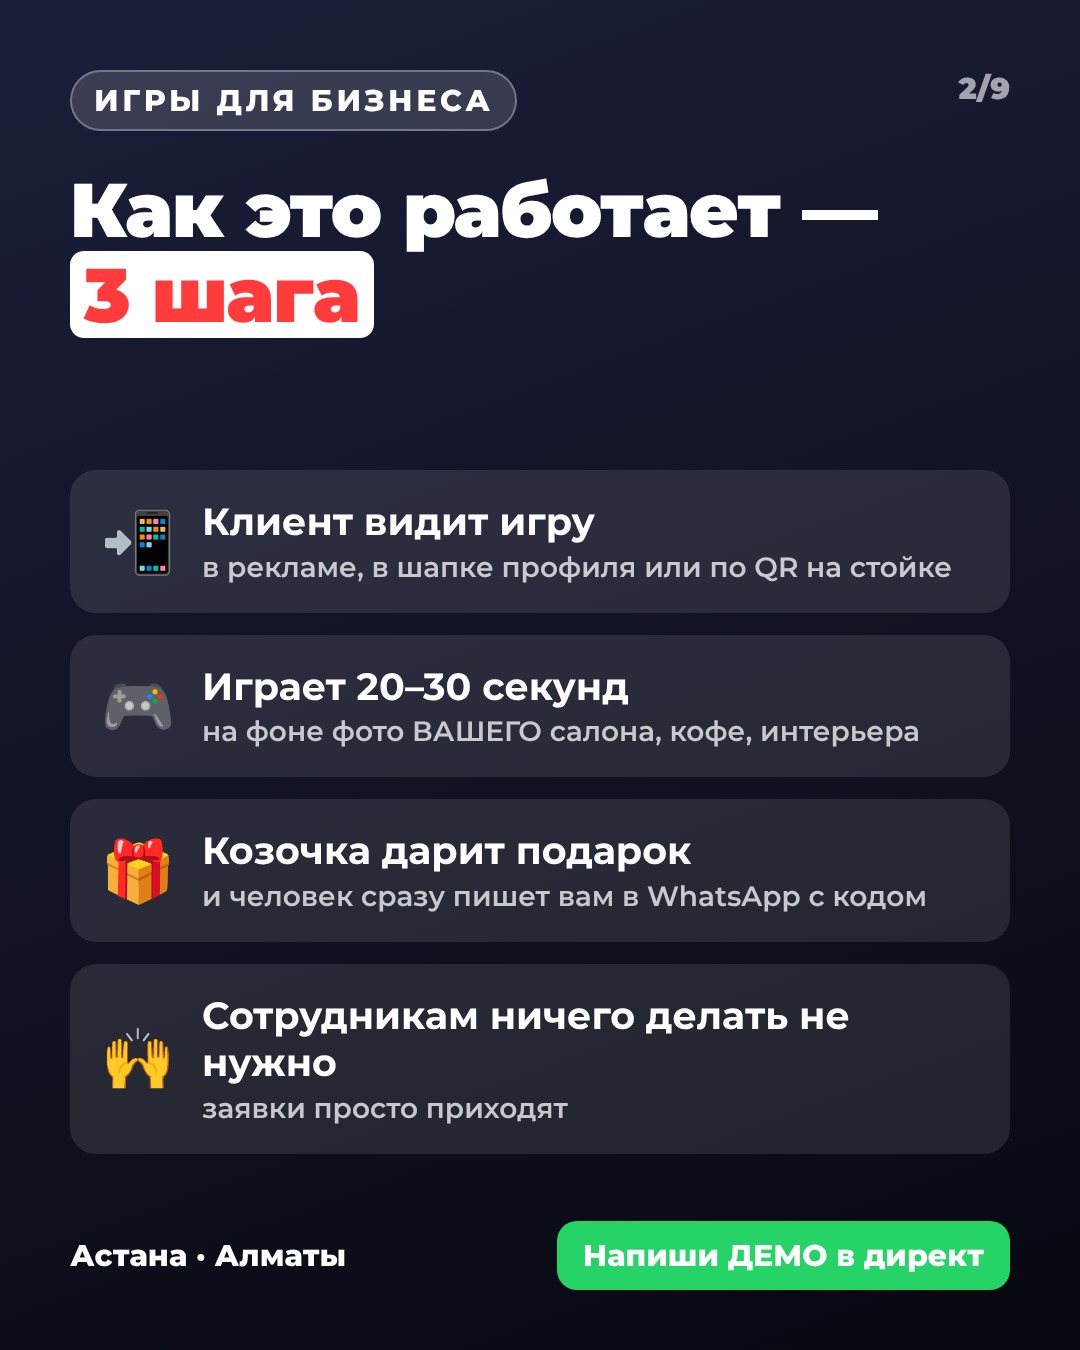 ИГРЫ ДЛЯ БИЗНЕСА
2/9
Как это работает —
3 шага
Клиент видит игру
в рекламе, в шапке профиля или по QR на стойке
Играет 20–30 секунд
на фоне фото ВАШЕГО салона, кофе, интерьера
Козочка дарит подарок
и человек сразу пишет вам в WhatsApp с кодом
Сотрудникам ничего делать не
нужно
заявки просто приходят
Астана · Алматы
Напиши ДЕМО в директ